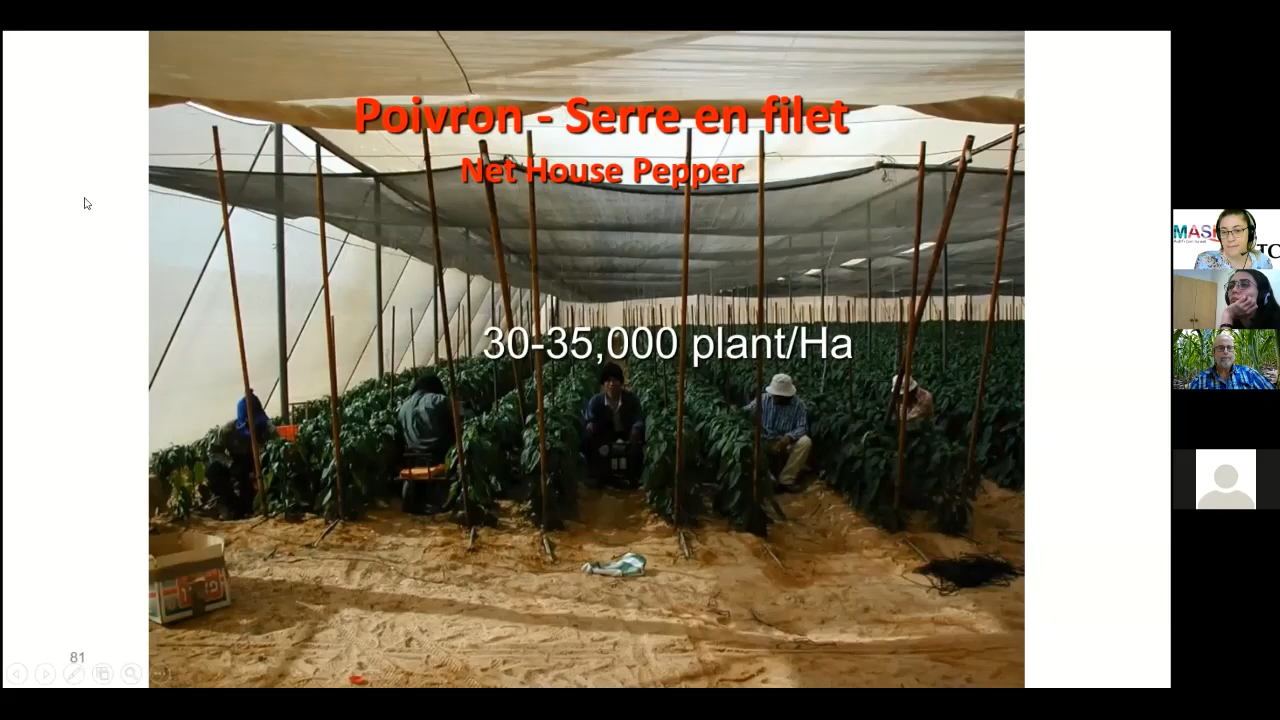 Poivron - Serre en filet
Net House Pepper
30-35,000 plant/Ha
81